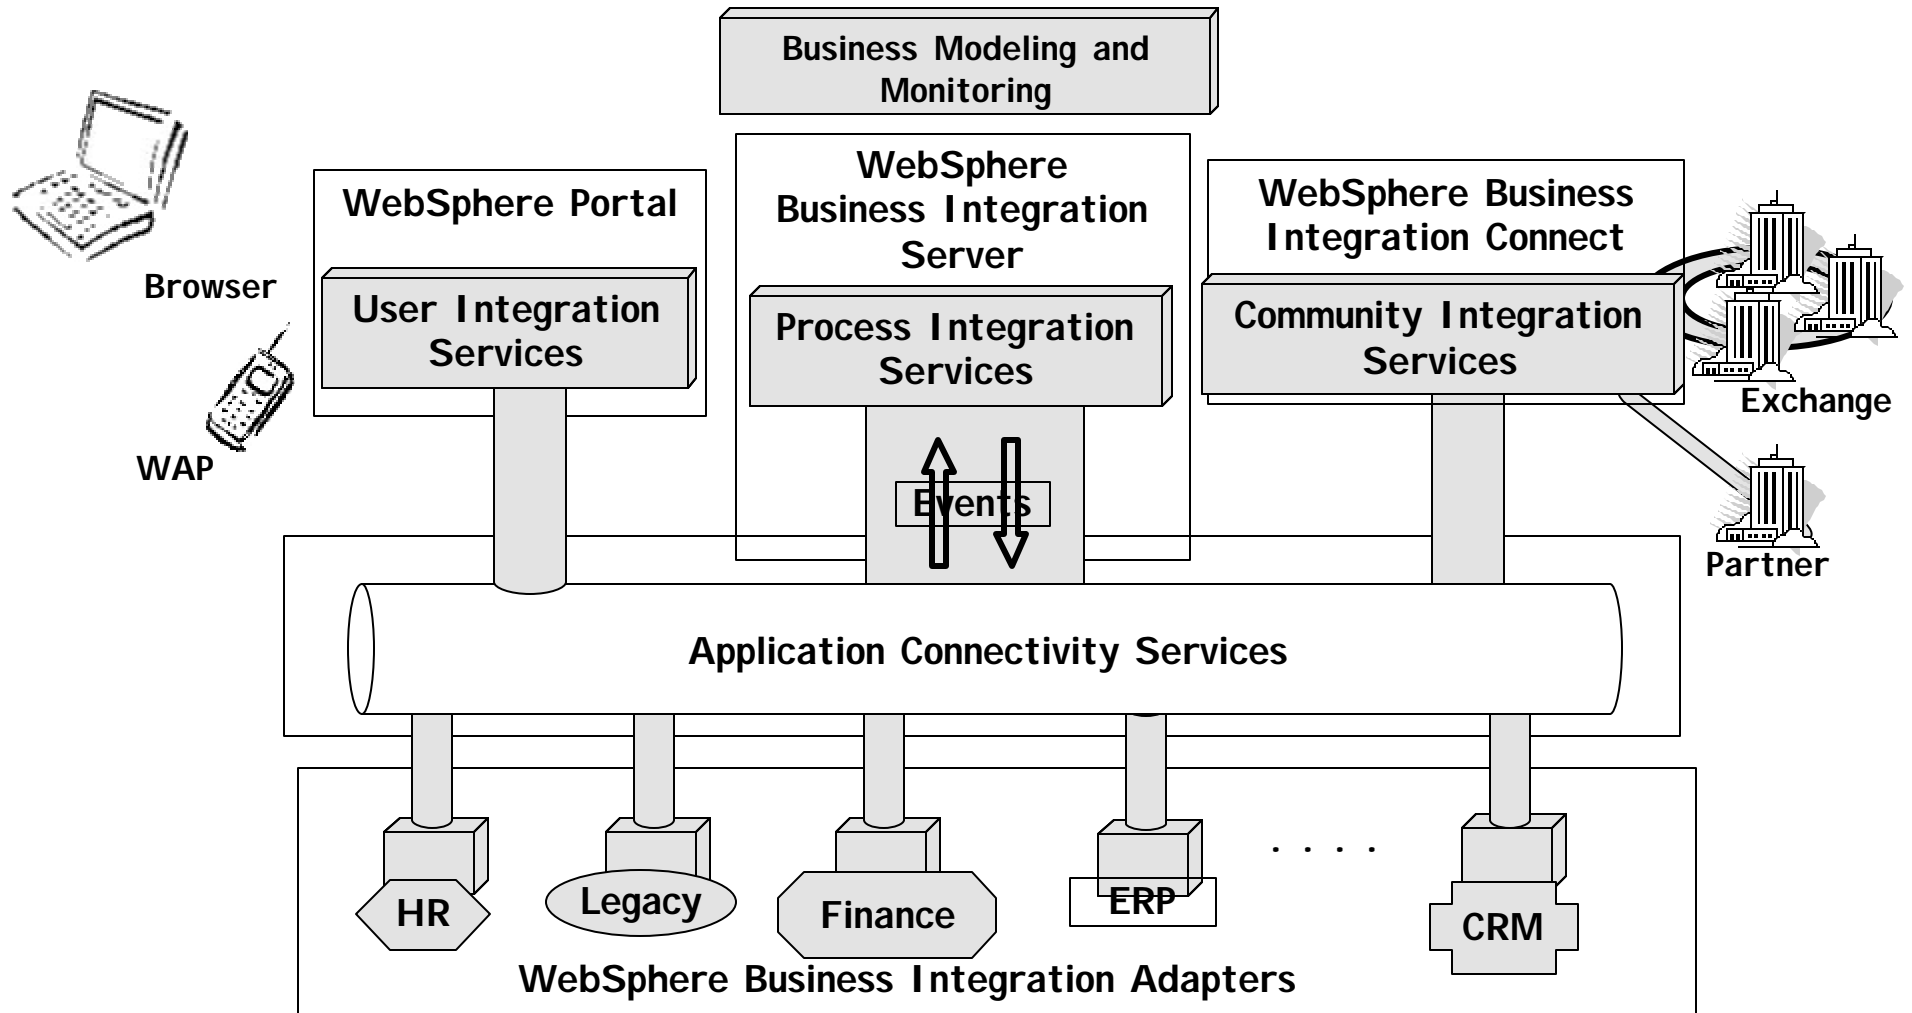 Business Modeling and
Monitoring
WebSphere Portal
User Integration
Services
WebSphere
Business Integration
Server
Process Integration
Services
WebSphere Business
Integration Connect
Community Integration
Services
Browser
WAP
Exchange
Partner
Events
Application Connectivity Services
HR
Legacy
Finance
ERP
. . . .
CRM
WebSphere Business Integration Adapters